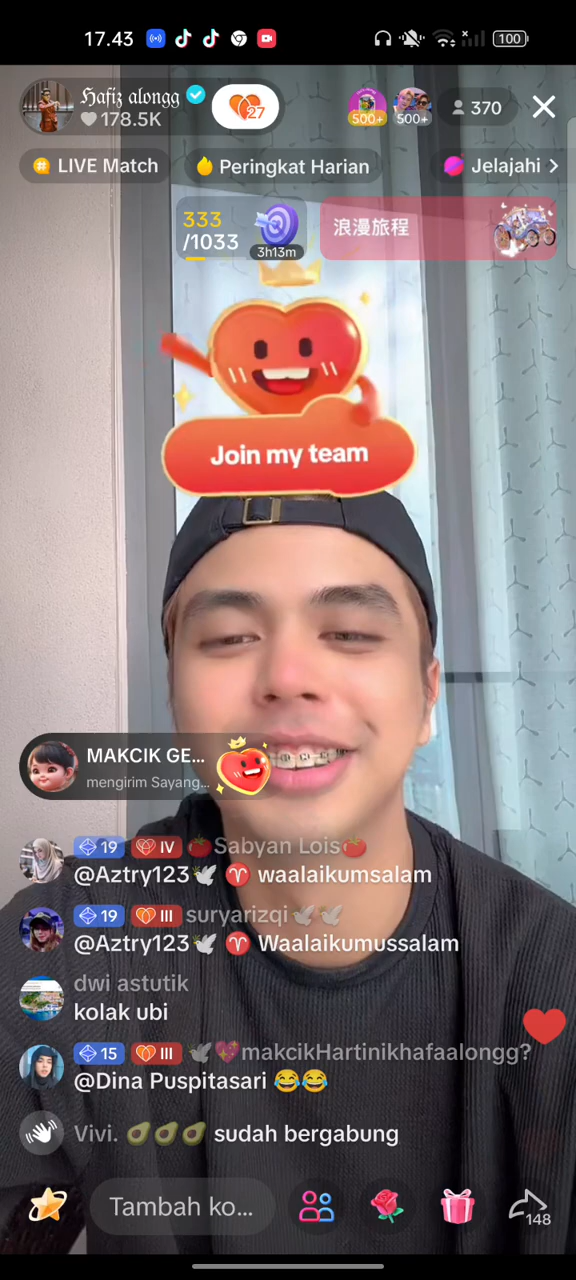 17.43
100
Hafiz alongg
178.5K
27
500+
500+
370
LIVE Match
Peringkat Harian
Jelajahi
333
/1033
3h13m
浪漫旅程
Join my team
MAKCIK GE...
mengirim Sayang...
19 IV 🍅Sabyan Lois🍅
@Aztry123🕊️ ♈ waalaikumsalam
19 III suryarizqi🕊️🕊️
@Aztry123🕊️ ♈ Waalaikumussalam
dwi astutik
kolak ubi
15 III 🕊️💖makcikHartinikhafaalongg?
@Dina Puspitasari 😂😂
Vivi. 🥑🥑🥑 sudah bergabung
Tambah ko...
148